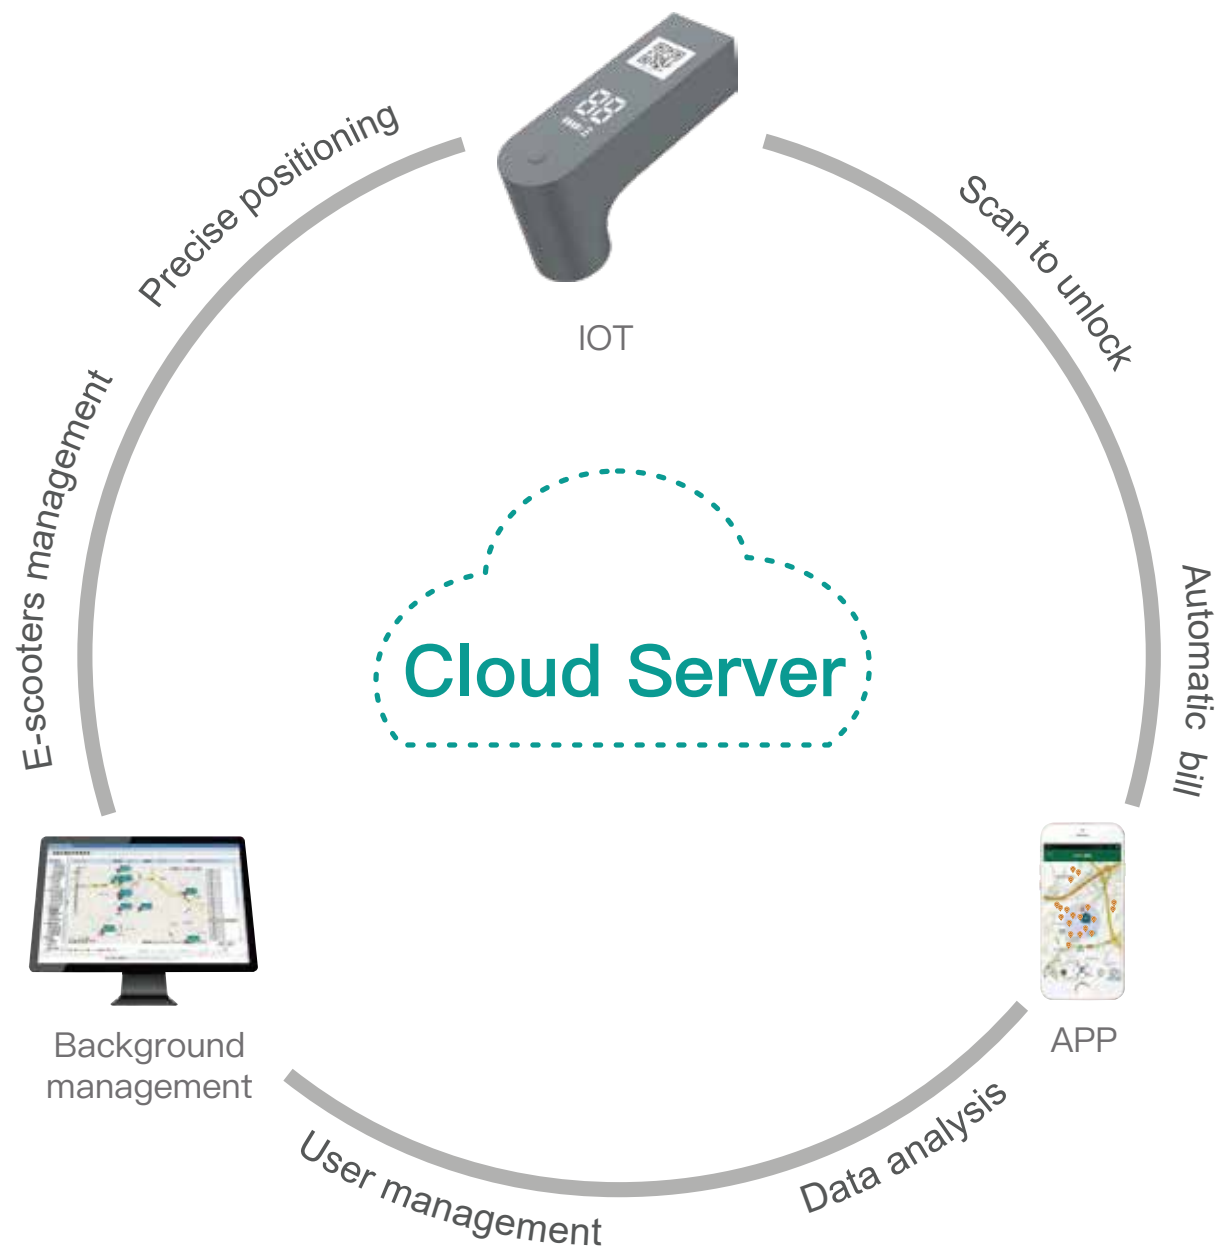 88
IOT
Precise positioning
Scan to unlock
E-scooters management
Automatic bill
Cloud Server
Background
management
APP
User management
Data analysis